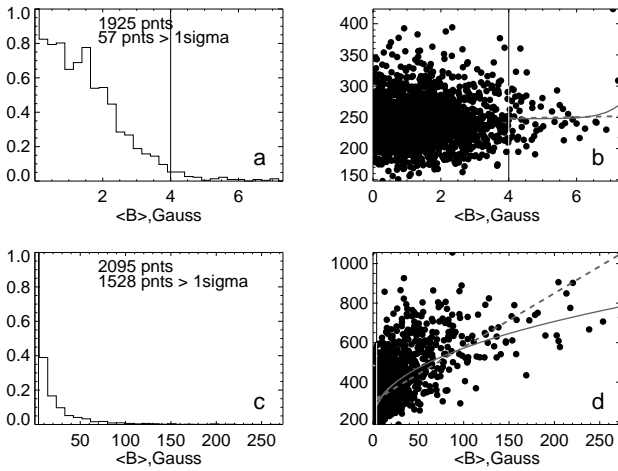 1925 pnts
57 pnts > 1sigma
1.0
0.8
0.6
0.4
0.2
0.0
a
2 4 6
<B>,Gauss
400
350
300
250
200
150
b
0 2 4 6
<B>,Gauss
2095 pnts
1528 pnts > 1sigma
1.0
0.8
0.6
0.4
0.2
0.0
c
50 100 150 200 250
<B>,Gauss
1000
800
600
400
200
d
0 50 100 150 200 250
<B>,Gauss